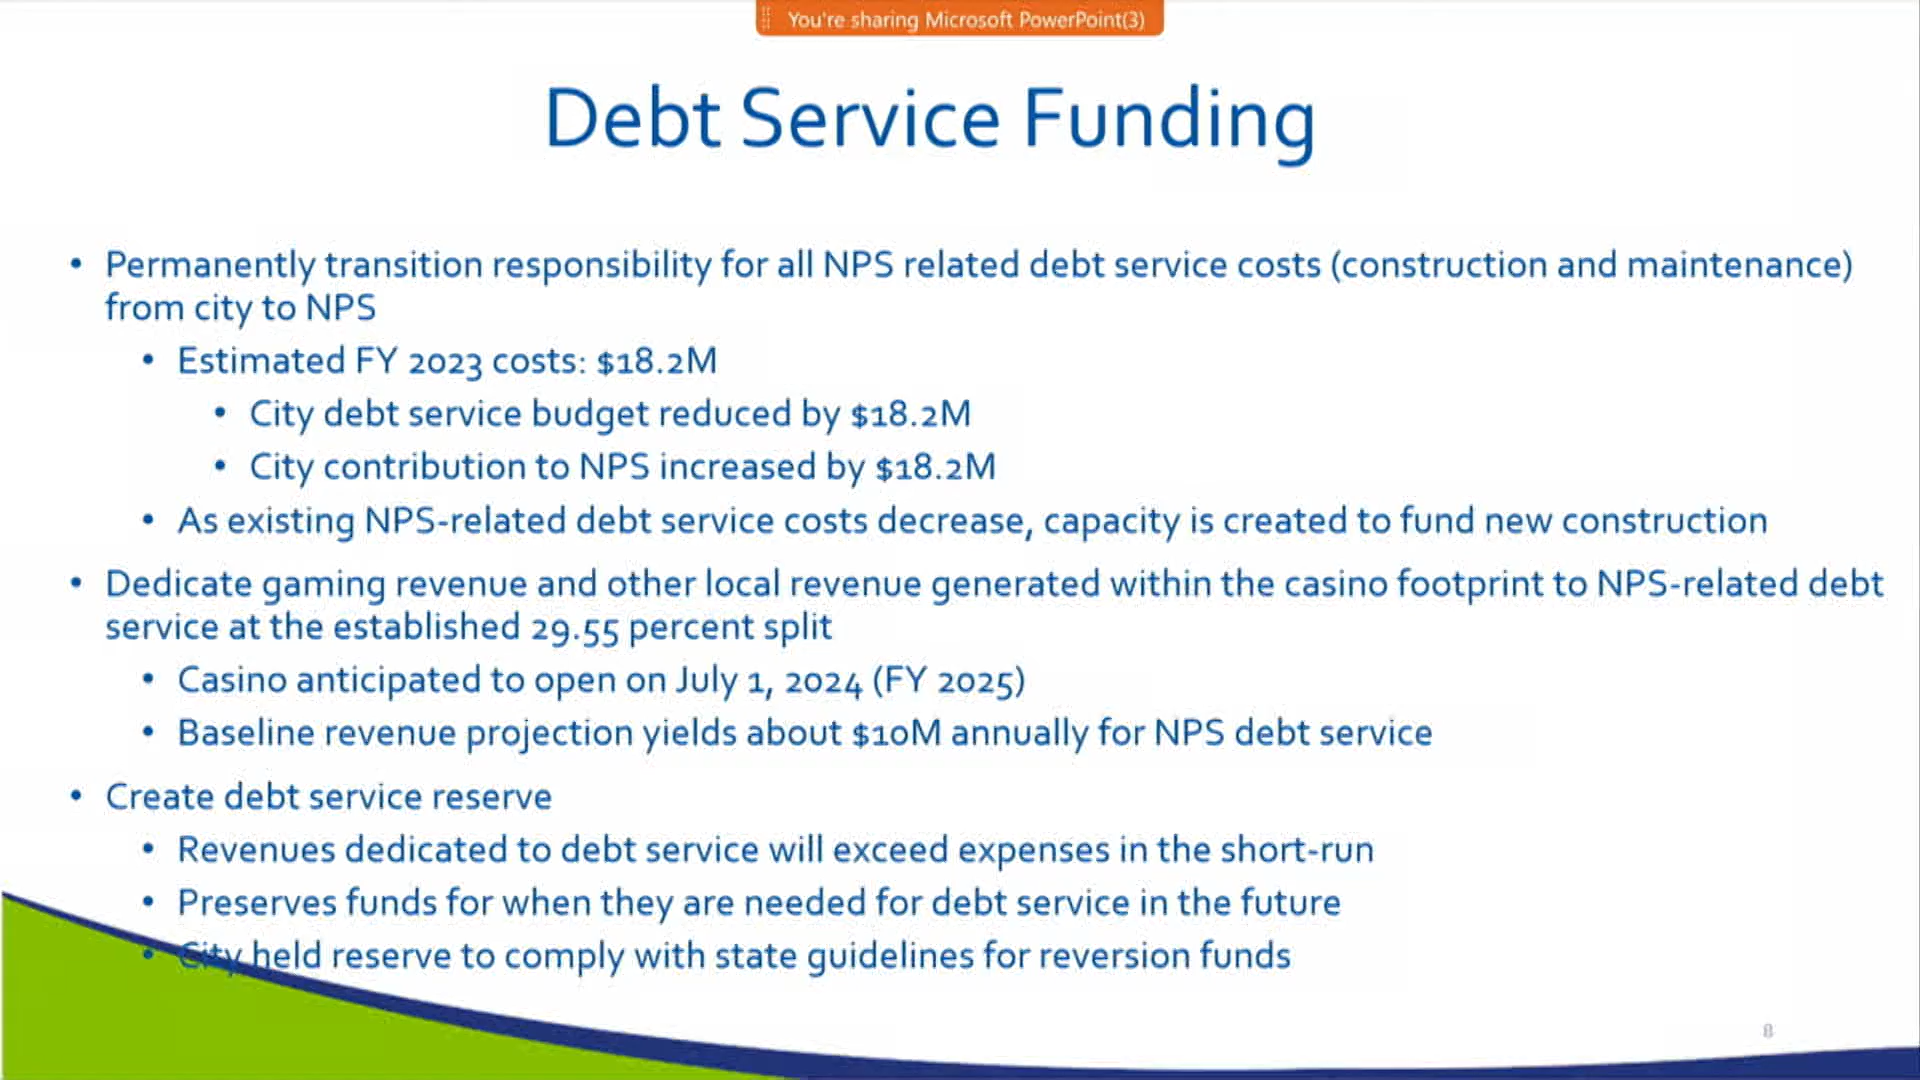 You're sharing Microsoft PowerPoint(3)
Debt Service Funding
• Permanently transition responsibility for all NPS related debt service costs (construction and maintenance)
from city to NPS
• Estimated FY 2023 costs: $18.2M
• City debt service budget reduced by $18.2M
• City contribution to NPS increased by $18.2M
• As existing NPS-related debt service costs decrease, capacity is created to fund new construction
• Dedicate gaming revenue and other local revenue generated within the casino footprint to NPS-related debt
service at the established 29.55 percent split
• Casino anticipated to open on July 1, 2024 (FY 2025)
• Baseline revenue projection yields about $10M annually for NPS debt service
• Create debt service reserve
• Revenues dedicated to debt service will exceed expenses in the short-run
• Preserves funds for when they are needed for debt service in the future
• City held reserve to comply with state guidelines for reversion funds
8